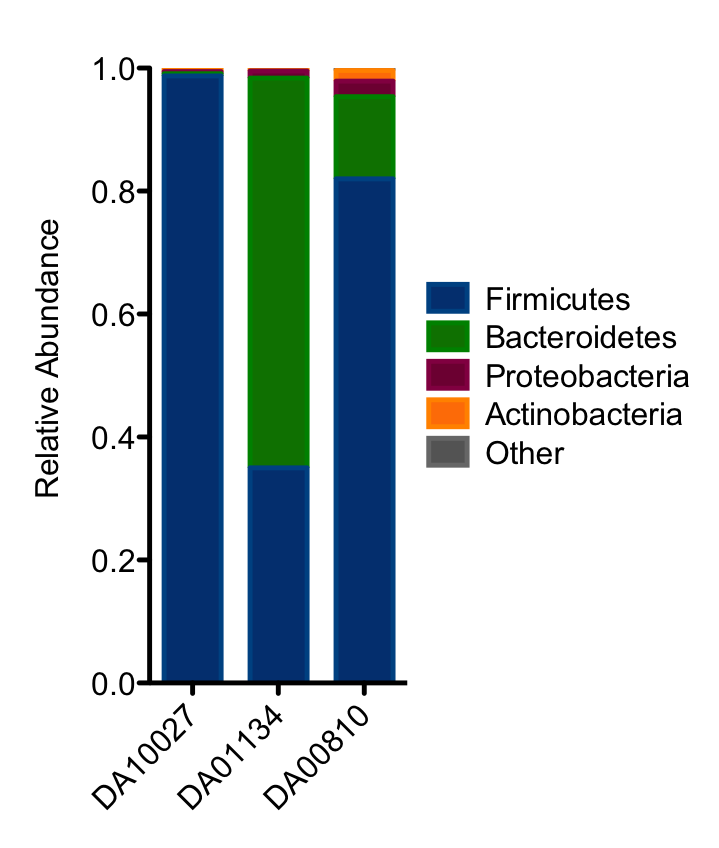 Relative Abundance
1.0
0.8
0.6
0.4
0.2
0.0
DA10027
DA01134
DA00810
Firmicutes
Bacteroidetes
Proteobacteria
Actinobacteria
Other